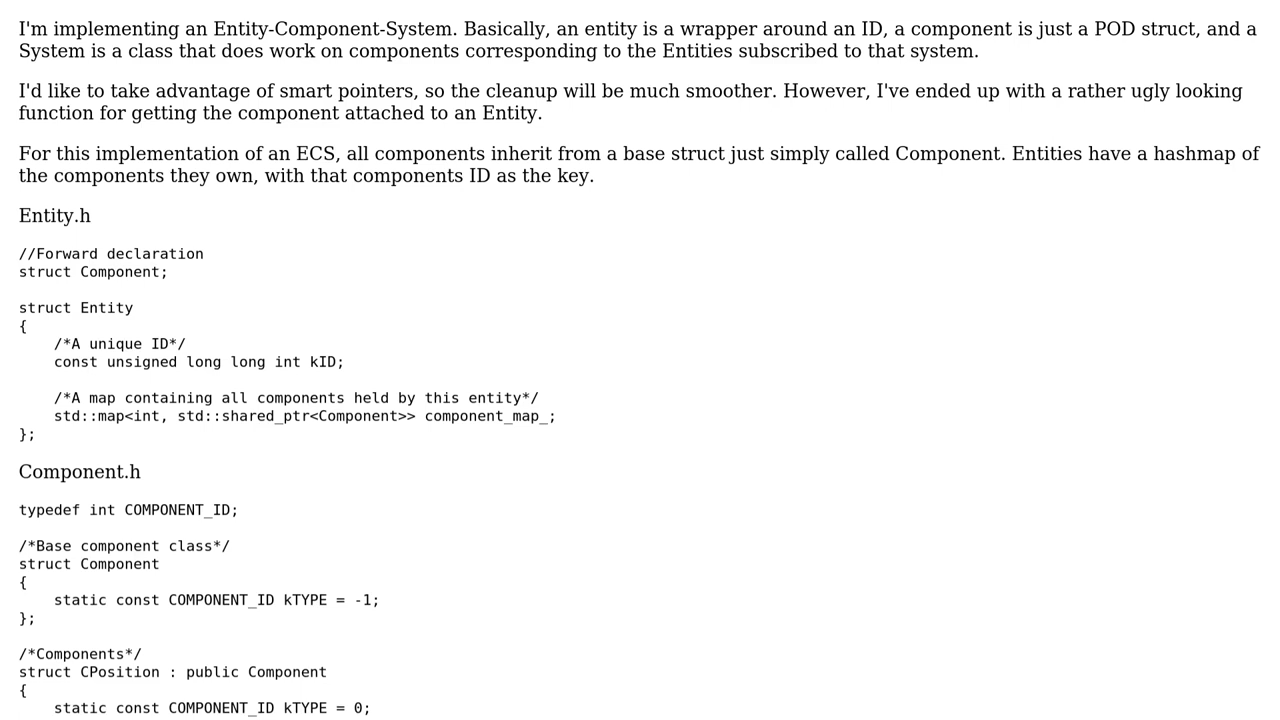 I'm implementing an Entity-Component-System. Basically, an entity is a wrapper around an ID, a component is just a POD struct, and a
System is a class that does work on components corresponding to the Entities subscribed to that system.
I'd like to take advantage of smart pointers, so the cleanup will be much smoother. However, I've ended up with a rather ugly looking
function for getting the component attached to an Entity.
For this implementation of an ECS, all components inherit from a base struct just simply called Component. Entities have a hashmap of
the components they own, with that components ID as the key.
Entity.h
//Forward declaration
struct Component;
struct Entity
{
    /*A unique ID*/
    const unsigned long long int kID;
    /*A map containing all components held by this entity*/
    std::map<int, std::shared_ptr<Component>> component_map_;
};
Component.h
typedef int COMPONENT_ID;
/*Base component class*/
struct Component
{
    static const COMPONENT_ID kTYPE = -1;
};
/*Components*/
struct CPosition : public Component
{
    static const COMPONENT_ID kTYPE = 0;